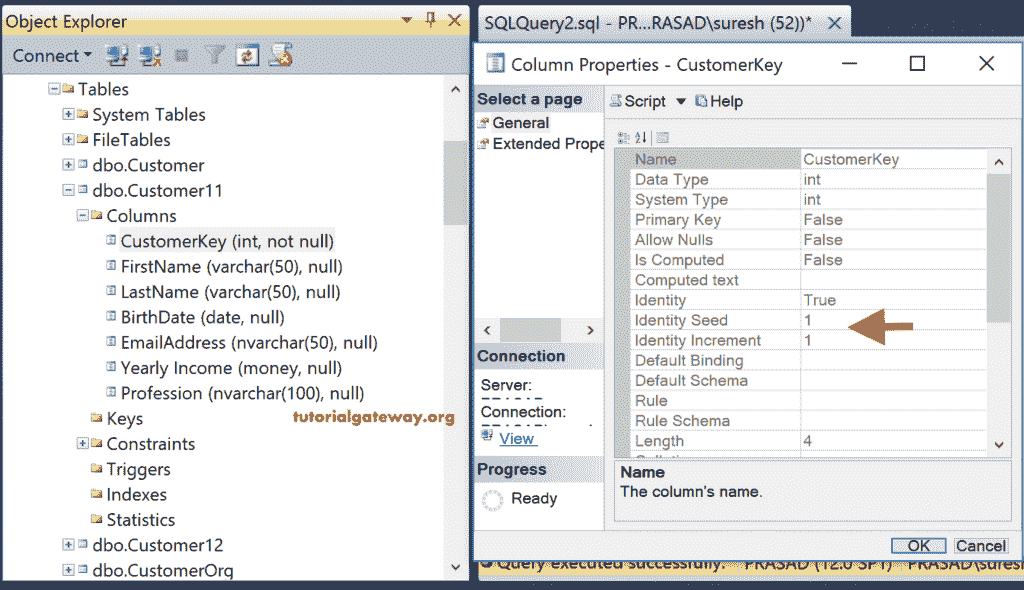 Object Explorer
Connect
Tables
System Tables
FileTables
dbo.Customer
dbo.Customer11
Columns
CustomerKey (int, not null)
FirstName (varchar(50), null)
LastName (varchar(50), null)
BirthDate (date, null)
EmailAddress (nvarchar(50), null)
Yearly Income (money, null)
Profession (nvarchar(100), null)
Keys
tutorialgateway.org
Constraints
Triggers
Indexes
Statistics
dbo.Customer12
dbo.CustomerOrg
SQLQuery2.sql - PR...RASAD\suresh (52))*
Column Properties - CustomerKey
Select a page
General
Extended Prope
Connection
Server:
Connection:
View
Progress
Ready
Script Help
Name CustomerKey
Data Type int
System Type int
Primary Key False
Allow Nulls False
Is Computed False
Computed text
Identity True
Identity Seed 1
Identity Increment 1
Default Binding
Default Schema
Rule
Rule Schema
Length 4
Name
The column's name.
OK Cancel
Query executed successfully. PRASAD (12.0 SP1) PRASAD\suresh